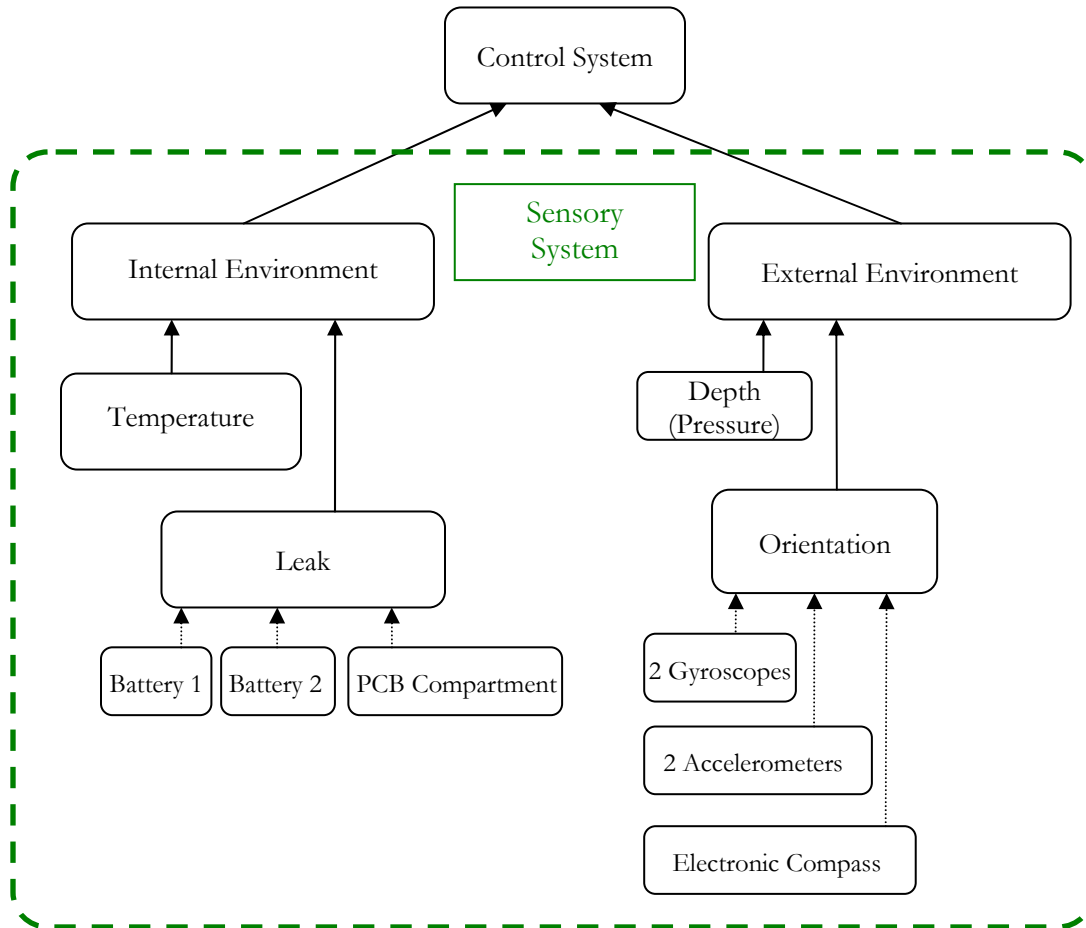 Control System
Sensory
System
Internal Environment
External Environment
Temperature
Depth
(Pressure)
Leak
Orientation
Battery 1
Battery 2
PCB Compartment
2 Gyroscopes
2 Accelerometers
Electronic Compass